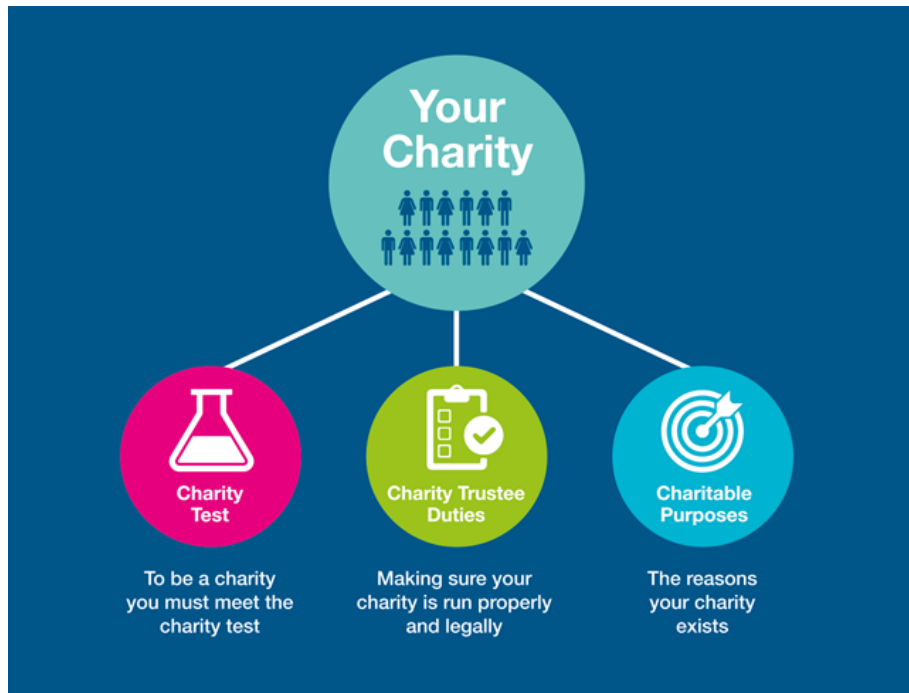 Your
Charity
Charity
Test
To be a charity
you must meet the
charity test
Charity Trustee
Duties
Making sure your
charity is run properly
and legally
Charitable
Purposes
The reasons
your charity
exists